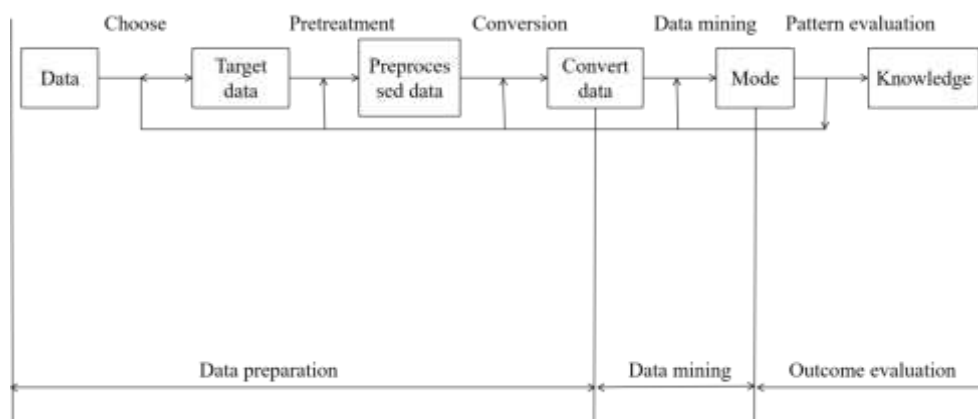 Choose
Pretreatment
Conversion
Data mining
Pattern evaluation
Data
Target
data
Preproces
sed data
Convert
data
Mode
Knowledge
Data preparation
Data mining
Outcome evaluation